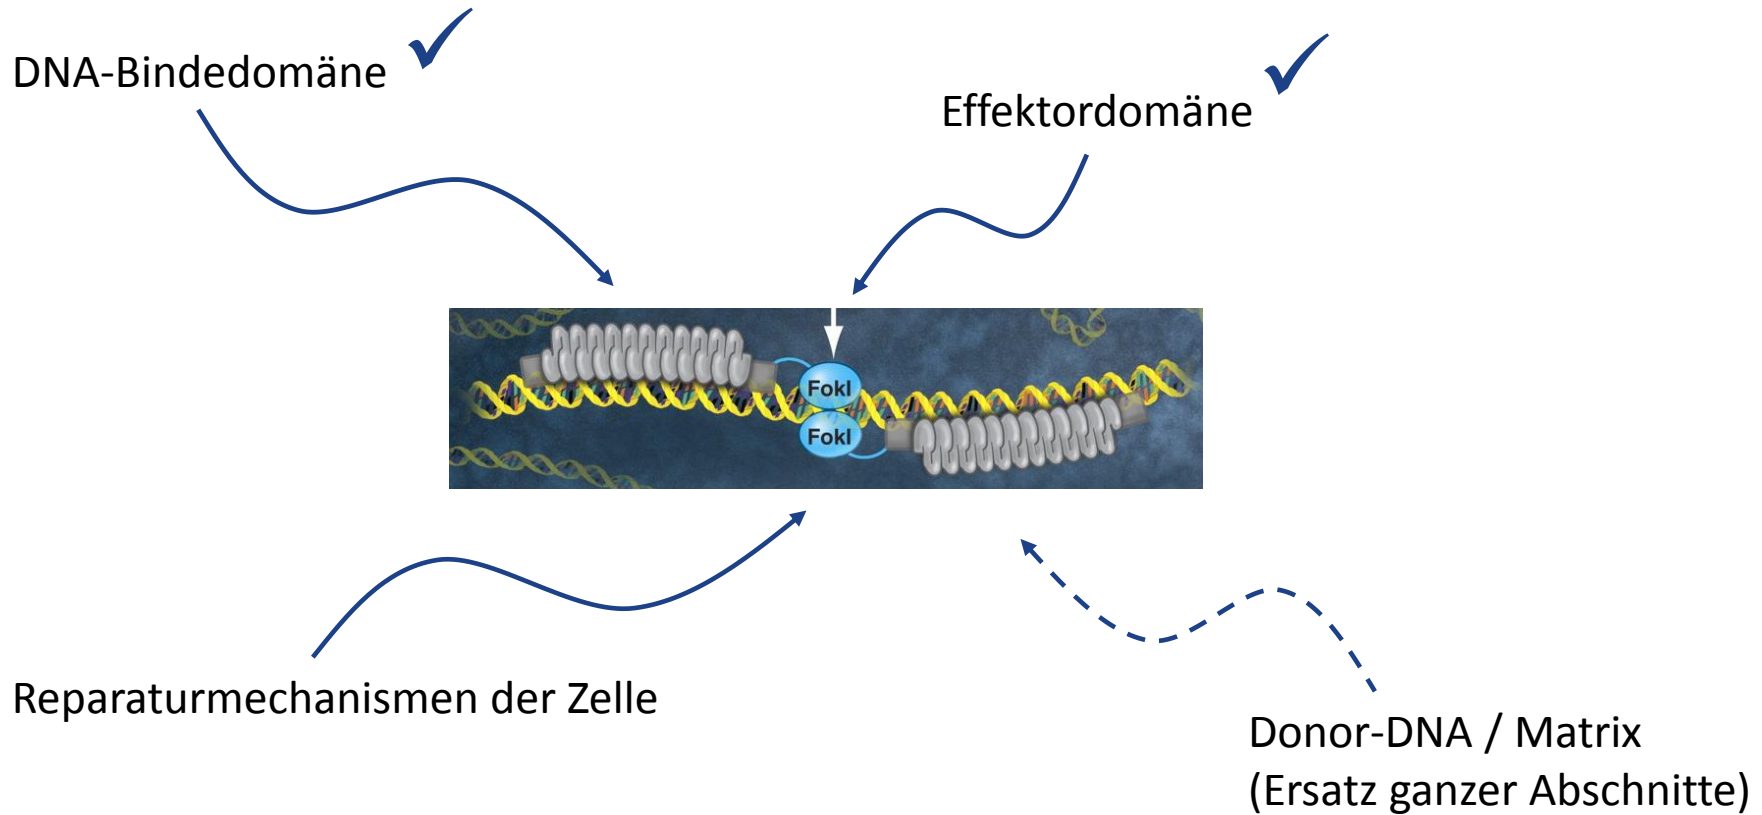 DNA-Bindedomäne
Effektordomäne
FokI
FokI
Reparaturmechanismen der Zelle
Donor-DNA / Matrix
(Ersatz ganzer Abschnitte)